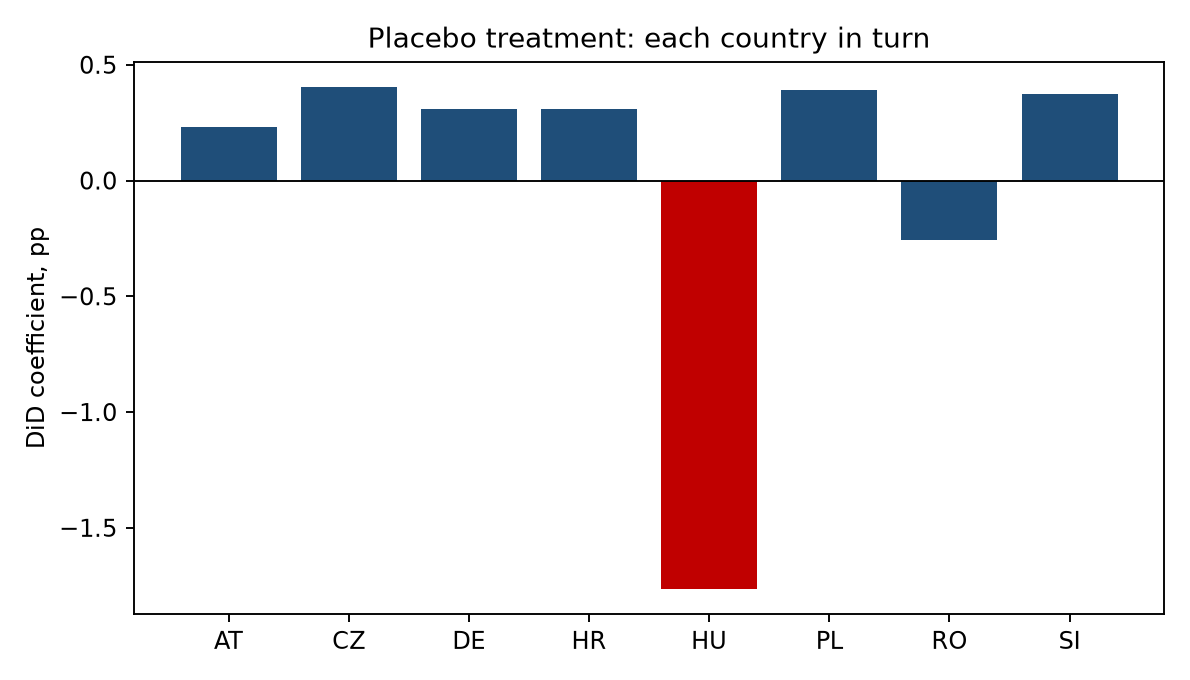 Placebo treatment: each country in turn
DiD coefficient, pp
0.5
0.0
−0.5
−1.0
−1.5
AT CZ DE HR HU PL RO SI